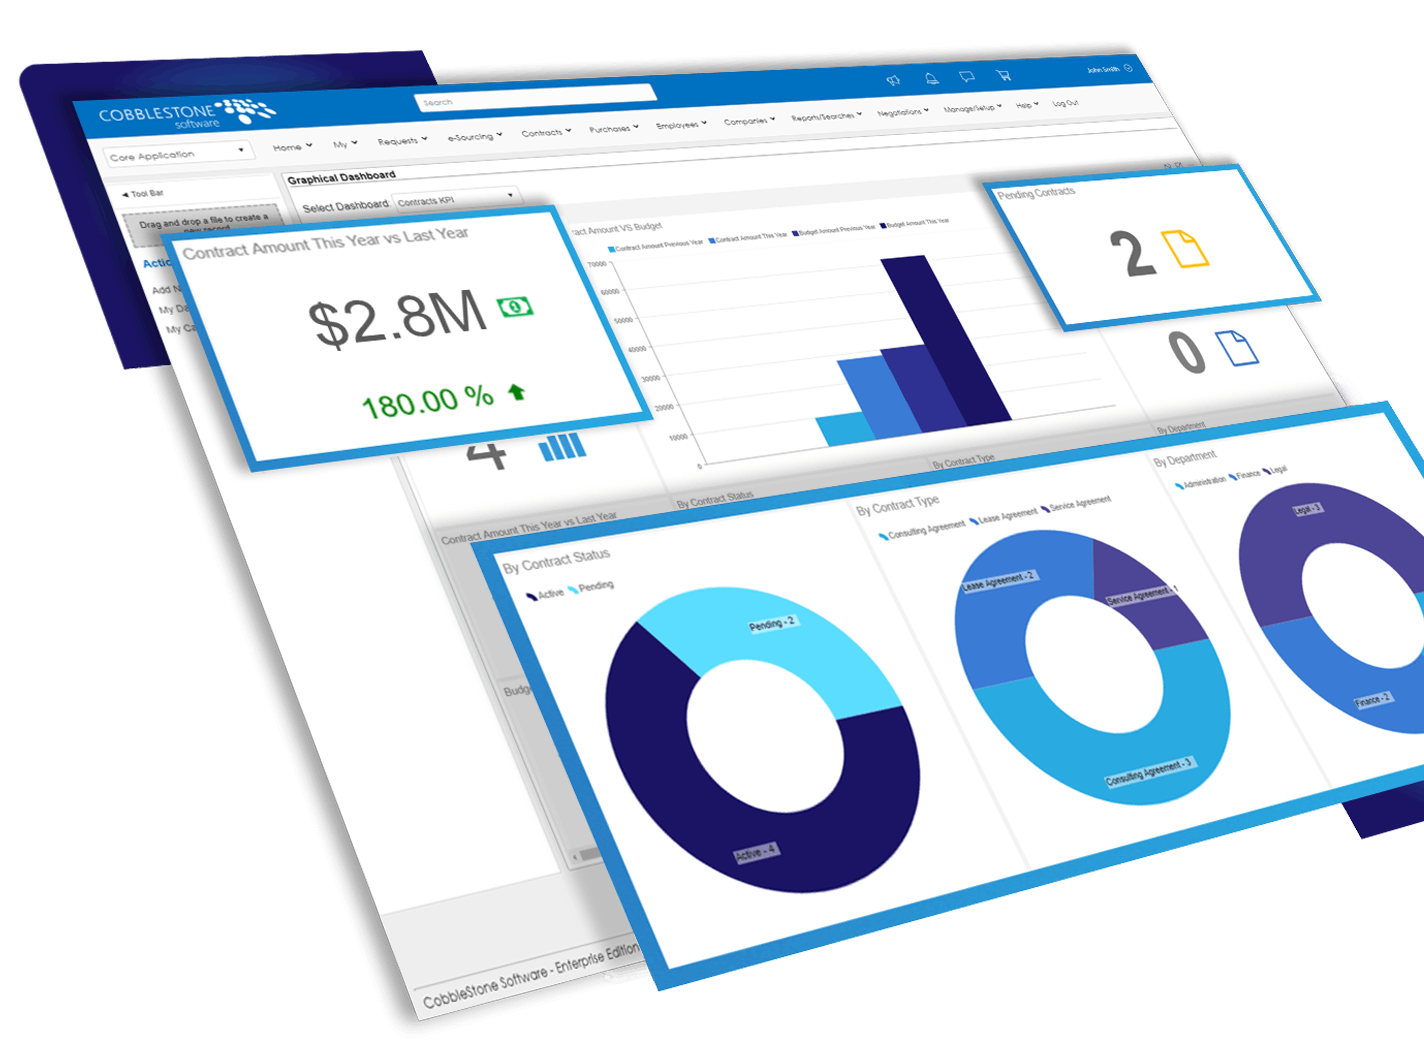 COBBLESTONE
software
Search
John Smith
Core Application
Home
My
Requests
e-Sourcing
Contracts
Purchases
Employees
Companies
Reports/Searches
Negotiations
Manage/Setup
Help
Log Out
Tool Bar
Graphical Dashboard
Select Dashboard
Contracts KPI
Drag and drop a file to create a
new record
Actio
Add N
My Da
My Ca
Contract Amount This Year vs Last Year
$2.8M
180.00 %
4
ract Amount VS Budget
Contract Amount Previous Year
Contract Amount This Year
Budget Amount Previous Year
Budget Amount This Year
70000
60000
50000
40000
30000
20000
10000
0
Pending Contracts
2
0
Contract Amount This Year vs Last Year
By Contract Status
By Contract Type
By Department
Budge
By Contract Status
Active
Pending
Pending - 2
Active - 4
By Contract Type
Consulting Agreement
Lease Agreement
Service Agreement
Lease Agreement - 2
Service Agreement - 1
Consulting Agreement - 3
By Department
Administration
Finance
Legal
Legal - 3
Finance - 2
CobbleStone Software - Enterprise Edition